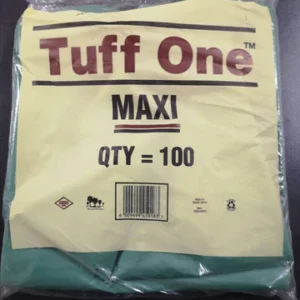 Tuff One™
MAXI
QTY = 100